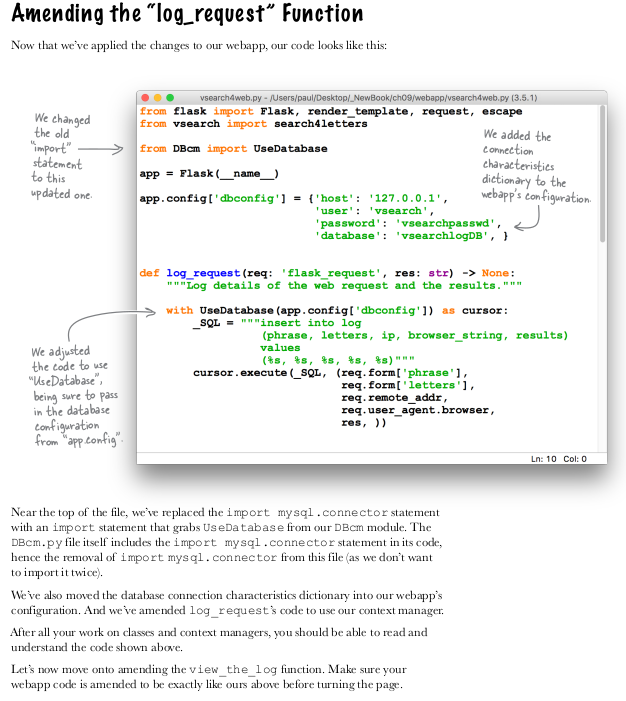 Amending the “log_request” Function
Now that we’ve applied the changes to our webapp, our code looks like this:
vsearch4web.py - /Users/paul/Desktop/_NewBook/ch09/webapp/vsearch4web.py (3.5.1)
from flask import Flask, render_template, request, escape
from vsearch import search4letters
We changed
the old
“import”
statement
to this
updated one.
from DBcm import UseDatabase
We added the
connection
characteristics
dictionary to the
webapp’s configuration.
app = Flask(__name__)
app.config['dbconfig'] = {'host': '127.0.0.1',
'user': 'vsearch',
'password': 'vsearchpasswd',
'database': 'vsearchlogDB', }
def log_request(req: 'flask_request', res: str) -> None:
"""Log details of the web request and the results."""
with UseDatabase(app.config['dbconfig']) as cursor:
_SQL = """insert into log
(phrase, letters, ip, browser_string, results)
values
(%s, %s, %s, %s, %s)"""
cursor.execute(_SQL, (req.form['phrase'],
req.form['letters'],
req.remote_addr,
req.user_agent.browser,
res, ))
We adjusted
the code to use
“UseDatabase”,
being sure to pass
in the database
configuration
from “app.config”.
Ln: 10 Col: 0
Near the top of the file, we’ve replaced the import mysql.connector statement
with an import statement that grabs UseDatabase from our DBcm module. The
DBcm.py file itself includes the import mysql.connector statement in its code,
hence the removal of import mysql.connector from this file (as we don’t want
to import it twice).
We’ve also moved the database connection characteristics dictionary into our webapp’s
configuration. And we’ve amended log_request’s code to use our context manager.
After all your work on classes and context managers, you should be able to read and
understand the code shown above.
Let’s now move onto amending the view_the_log function. Make sure your
webapp code is amended to be exactly like ours above before turning the page.